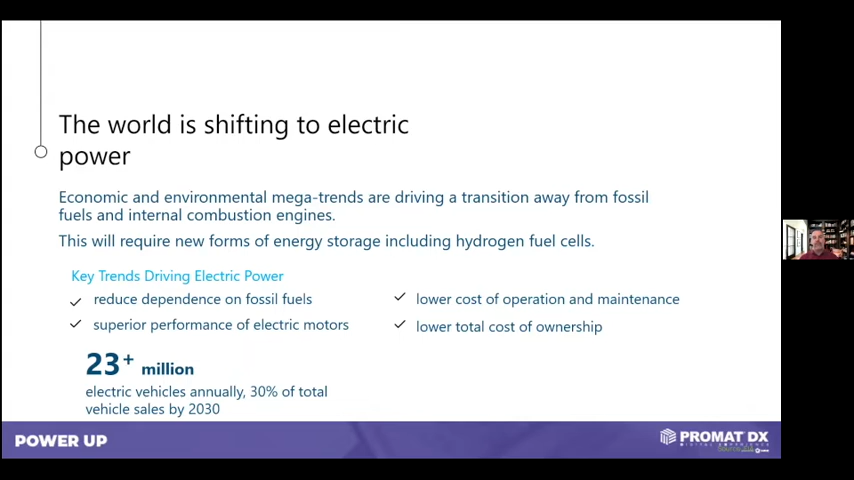 The world is shifting to electric
power
Economic and environmental mega-trends are driving a transition away from fossil
fuels and internal combustion engines.
This will require new forms of energy storage including hydrogen fuel cells.
Key Trends Driving Electric Power
reduce dependence on fossil fuels
superior performance of electric motors
lower cost of operation and maintenance
lower total cost of ownership
23+ million
electric vehicles annually, 30% of total
vehicle sales by 2030
POWER UP
PROMAT DX
DIGITAL EXPERIENCE